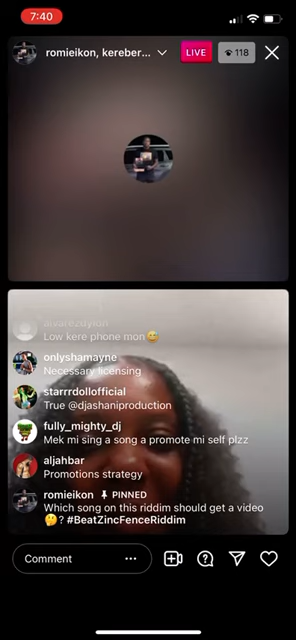 7:40
romieikon, kereber...
LIVE
118
Low kere phone mon😅
onlyshamayne
Necessary licensing
starrrdollofficial
True @djashaniproduction
fully_mighty_dj
Mek mi sing a song a promote mi self plzz
aljahbar
Promotions strategy
romieikon PINNED
Which song on this riddim should get a video
🤔? #BeatZincFenceRiddim
Comment